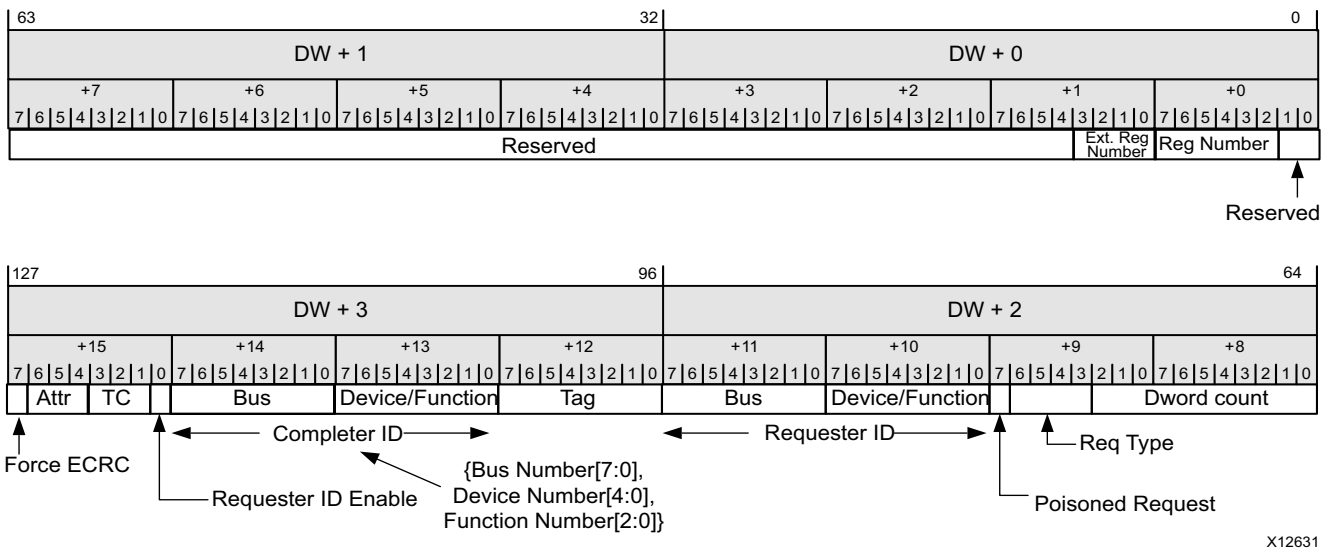 63 32 0
DW + 1 DW + 0
+7 +6 +5 +4 +3 +2 +1 +0
7 6 5 4 3 2 1 0 7 6 5 4 3 2 1 0 7 6 5 4 3 2 1 0 7 6 5 4 3 2 1 0 7 6 5 4 3 2 1 0 7 6 5 4 3 2 1 0 7 6 5 4 3 2 1 0 7 6 5 4 3 2 1 0
Reserved Ext. Reg Number Reg Number
Reserved
127 96 64
DW + 3 DW + 2
+15 +14 +13 +12 +11 +10 +9 +8
7 6 5 4 3 2 1 0 7 6 5 4 3 2 1 0 7 6 5 4 3 2 1 0 7 6 5 4 3 2 1 0 7 6 5 4 3 2 1 0 7 6 5 4 3 2 1 0 7 6 5 4 3 2 1 0 7 6 5 4 3 2 1 0
Attr TC Bus Device/Function Tag Bus Device/Function Dword count
Completer ID Requester ID
Req Type
Force ECRC
{Bus Number[7:0],
Device Number[4:0],
Function Number[2:0]}
Requester ID Enable
Poisoned Request
X12631